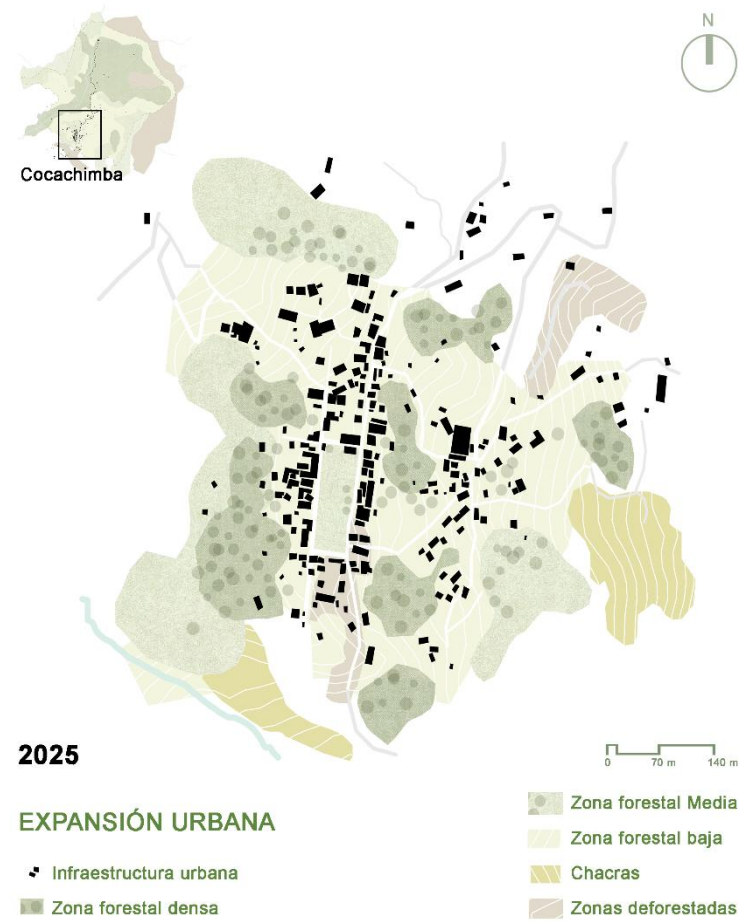 N
Cocachimba
2025
0 70 m 140 m
EXPANSIÓN URBANA
Infraestructura urbana
Zona forestal densa
Zona forestal Media
Zona forestal baja
Chacras
Zonas deforestadas